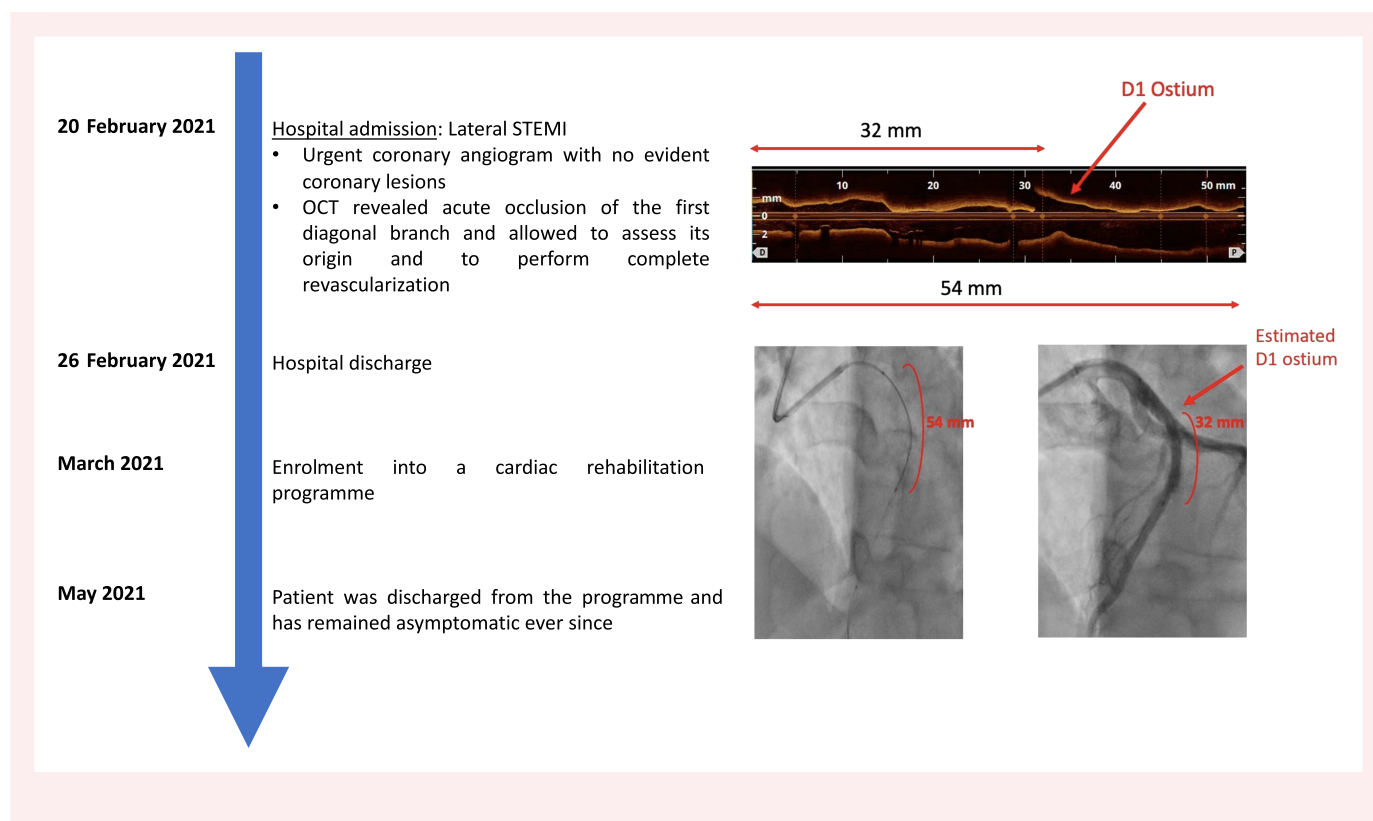 20 February 2021
Hospital admission: Lateral STEMI
• Urgent coronary angiogram with no evident
coronary lesions
• OCT revealed acute occlusion of the first
diagonal branch and allowed to assess its
origin and to perform complete
revascularization
26 February 2021
Hospital discharge
March 2021
Enrolment into a cardiac rehabilitation
programme
May 2021
Patient was discharged from the programme and
has remained asymptomatic ever since
D1 Ostium
32 mm
10 20 30 40 50 mm
mm
0
2
D P
54 mm
Estimated
D1 ostium
54 mm
32 mm